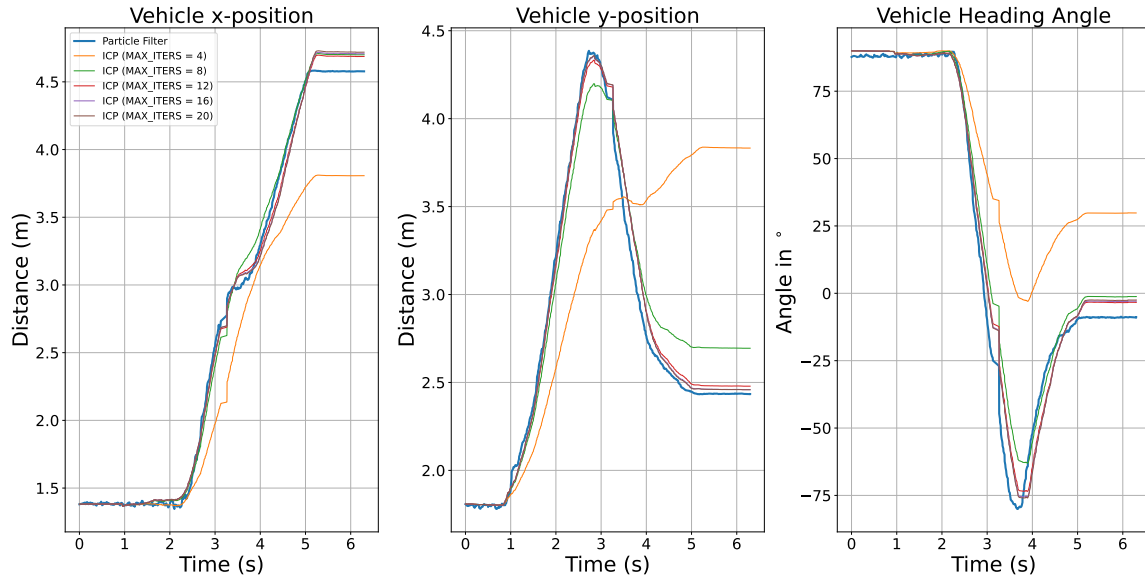 Vehicle x-position
Distance (m)
4.5
4.0
3.5
3.0
2.5
2.0
1.5
Particle Filter
ICP (MAX_ITERS = 4)
ICP (MAX_ITERS = 8)
ICP (MAX_ITERS = 12)
ICP (MAX_ITERS = 16)
ICP (MAX_ITERS = 20)
0 1 2 3 4 5 6
Time (s)
Vehicle y-position
Distance (m)
4.5
4.0
3.5
3.0
2.5
2.0
0 1 2 3 4 5 6
Time (s)
Vehicle Heading Angle
Angle in °
75
50
25
0
−25
−50
−75
0 1 2 3 4 5 6
Time (s)